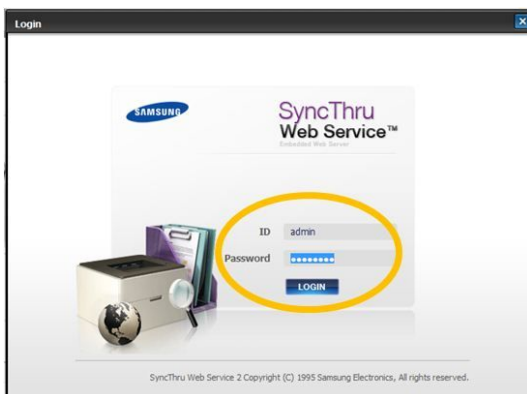 Login
SAMSUNG
SyncThru
Web Service™
Embedded Web Server
ID admin
Password ••••••••
LOGIN
SyncThru Web Service 2 Copyright (C) 1995 Samsung Electronics, All rights reserved.